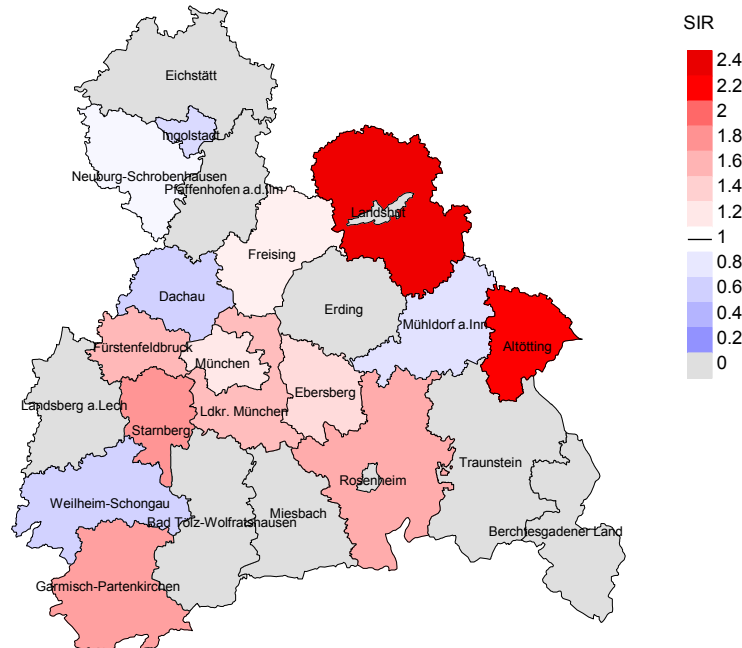 SIR
2.4
2.2
2
1.8
1.6
1.4
1.2
1
0.8
0.6
0.4
0.2
0
Eichstätt
Ingolstadt
Neuburg-Schrobenhausen
Pfaffenhofen a.d.Ilm
Landshut
Freising
Dachau
Erding
Mühldorf a.Inn
Fürstenfeldbruck
Altötting
München
Ebersberg
Landsberg a.Lech
Ldkr. München
Starnberg
Traunstein
Rosenheim
Weilheim-Schongau
Miesbach
Bad Tölz-Wolfratshausen
Berchtesgadener Land
Garmisch-Partenkirchen